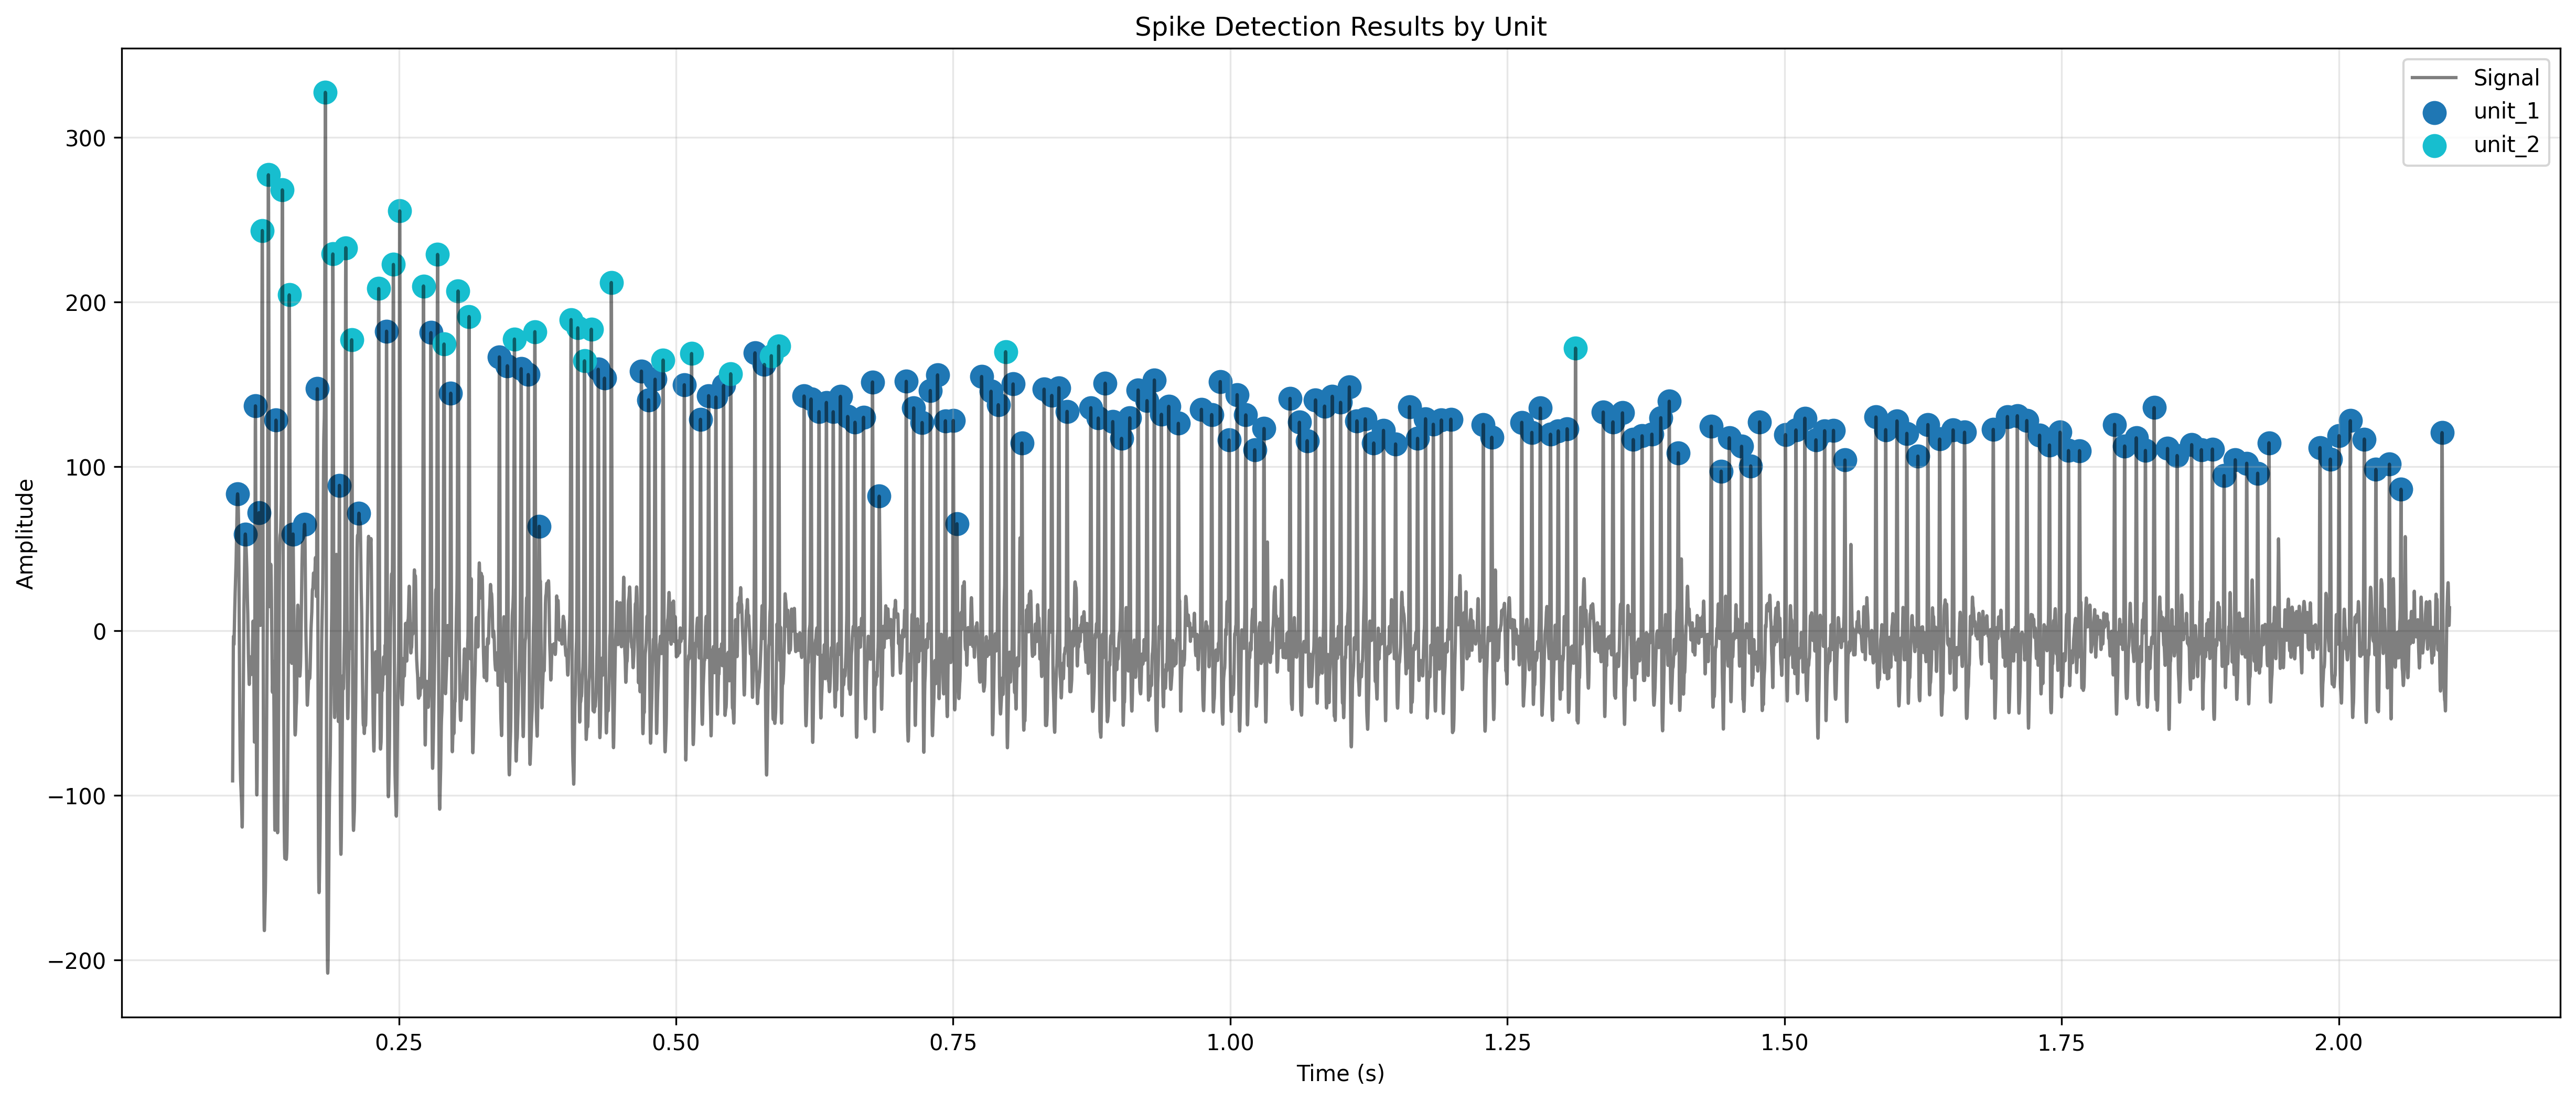 Spike Detection Results by Unit
Signal
unit_1
unit_2
300
200
100
0
−100
−200
Amplitude
0.25
0.50
0.75
1.00
1.25
1.50
1.75
2.00
Time (s)